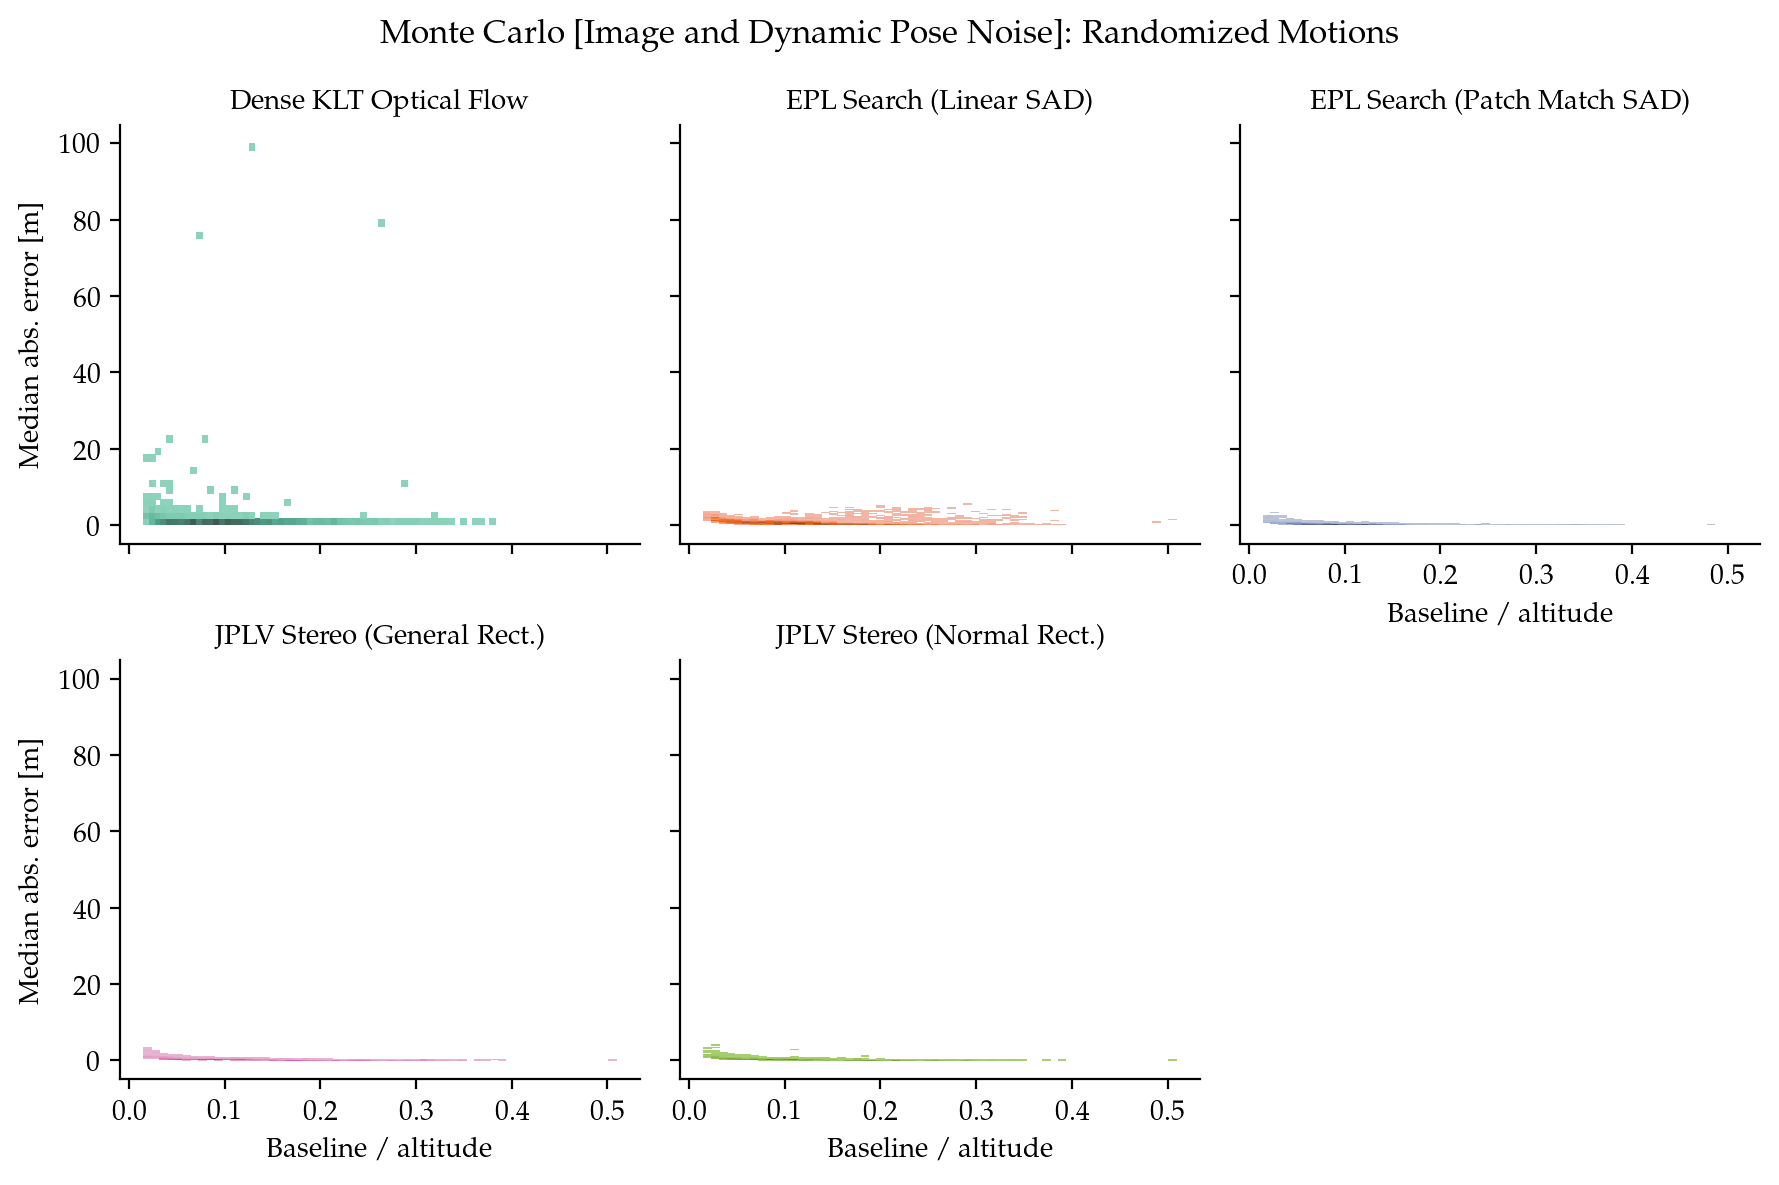 Monte Carlo [Image and Dynamic Pose Noise]: Randomized Motions
Dense KLT Optical Flow
EPL Search (Linear SAD)
EPL Search (Patch Match SAD)
Median abs. error [m]
100
80
60
40
20
0
0.0 0.1 0.2 0.3 0.4 0.5
Baseline / altitude
JPLV Stereo (General Rect.)
JPLV Stereo (Normal Rect.)
Median abs. error [m]
100
80
60
40
20
0
0.0 0.1 0.2 0.3 0.4 0.5
Baseline / altitude
0.0 0.1 0.2 0.3 0.4 0.5
Baseline / altitude